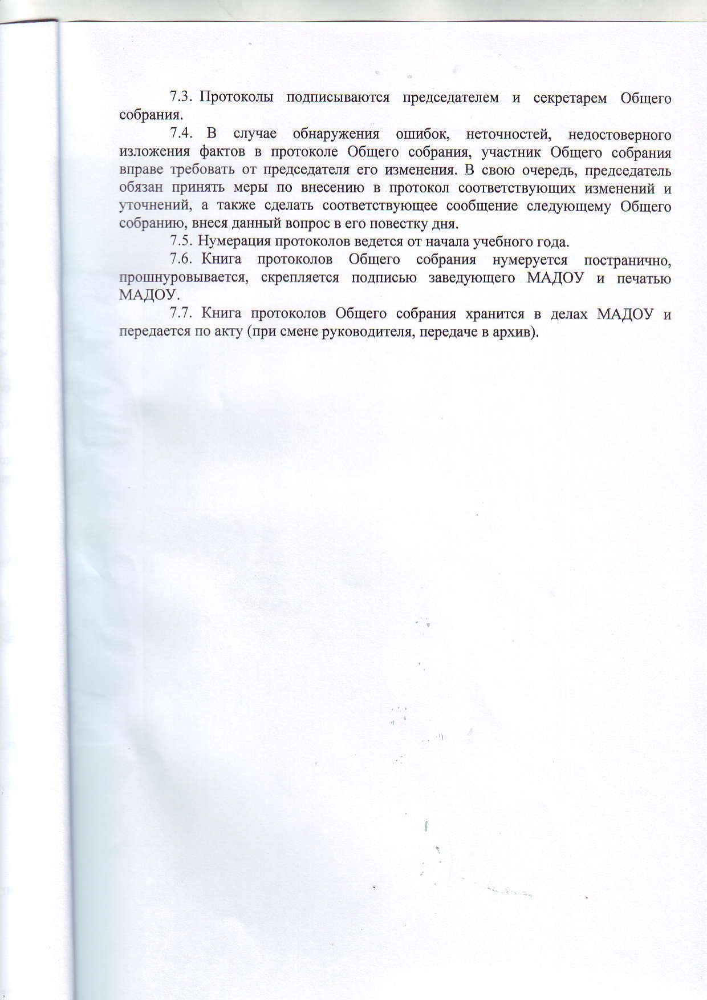 7.3. Протоколы подписываются председателем и секретарем Общего
собрания.
7.4. В случае обнаружения ошибок, неточностей, недостоверного
изложения фактов в протоколе Общего собрания, участник Общего собрания
вправе требовать от председателя его изменения. В свою очередь, председатель
обязан принять меры по внесению в протокол соответствующих изменений и
уточнений, а также сделать соответствующее сообщение следующему Общего
собранию, внеся данный вопрос в его повестку дня.
7.5. Нумерация протоколов ведется от начала учебного года.
7.6. Книга протоколов Общего собрания нумеруется постранично,
прошнуровывается, скрепляется подписью заведующего МАДОУ и печатью
МАДОУ.
7.7. Книга протоколов Общего собрания хранится в делах МАДОУ и
передается по акту (при смене руководителя, передаче в архив).